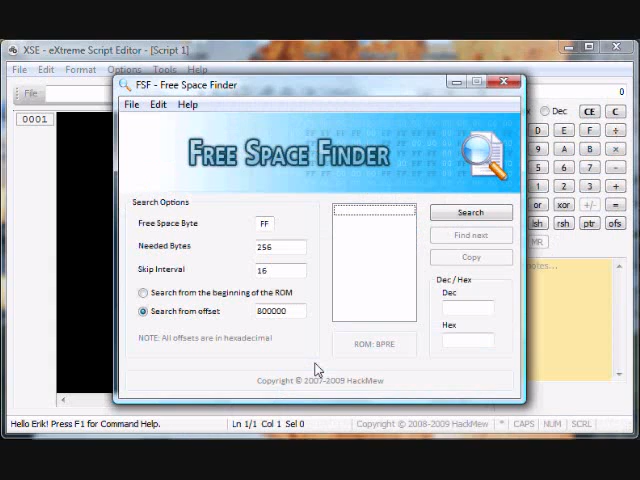 XSE - eXtreme Script Editor - [Script 1]
File Edit Format Options Tools Help
File
0
0001
Dec CE C
D E F ÷
9 A B ×
5 6 7 -
1 2 3 +
or xor +/- =
lsh rsh ptr ofs
MR
notes...
FSF - Free Space Finder
File Edit Help
FREE SPACE FINDER
Search Options
Free Space Byte FF
Needed Bytes 256
Skip Interval 16
Search from the beginning of the ROM
Search from offset 800000
NOTE: All offsets are in hexadecimal
Search
Find next
Copy
Dec / Hex
Dec
Hex
ROM: BPRE
Copyright © 2007-2009 HackMew
Hello Erik! Press F1 for Command Help.
Ln 1/1 Col 1 Sel 0
Copyright © 2008-2009 HackMew
* CAPS NUM SCRL